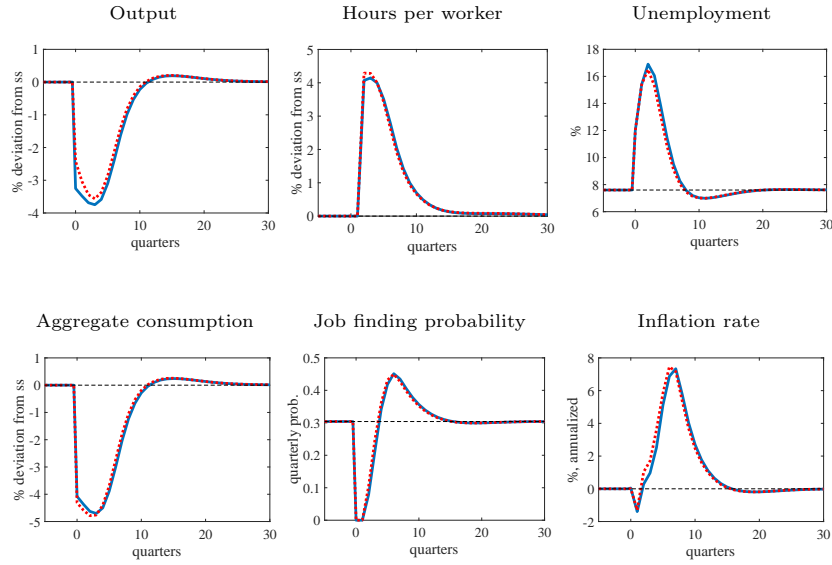 Output
% deviation from ss
1
0
-1
-2
-3
-4
0 10 20 30
quarters
Hours per worker
% deviation from ss
5
4
3
2
1
0
0 10 20 30
quarters
Unemployment
%
18
16
14
12
10
8
6
0 10 20 30
quarters
Aggregate consumption
% deviation from ss
1
0
-1
-2
-3
-4
-5
0 10 20 30
quarters
Job finding probability
quarterly prob.
0.5
0.4
0.3
0.2
0.1
0
0 10 20 30
quarters
Inflation rate
%, annualized
8
6
4
2
0
-2
0 10 20 30
quarters